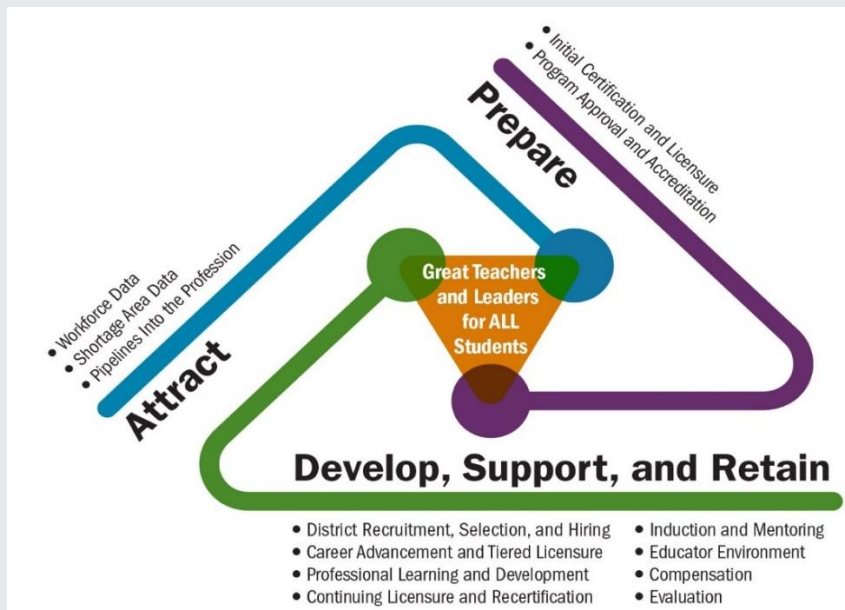 Attract
• Workforce Data
• Shortage Area Data
• Pipelines Into the Profession
Prepare
• Initial Certification and Licensure
• Program Approval and Accreditation
Great Teachers
and Leaders
for ALL
Students
Develop, Support, and Retain
• District Recruitment, Selection, and Hiring
• Career Advancement and Tiered Licensure
• Professional Learning and Development
• Continuing Licensure and Recertification
• Induction and Mentoring
• Educator Environment
• Compensation
• Evaluation